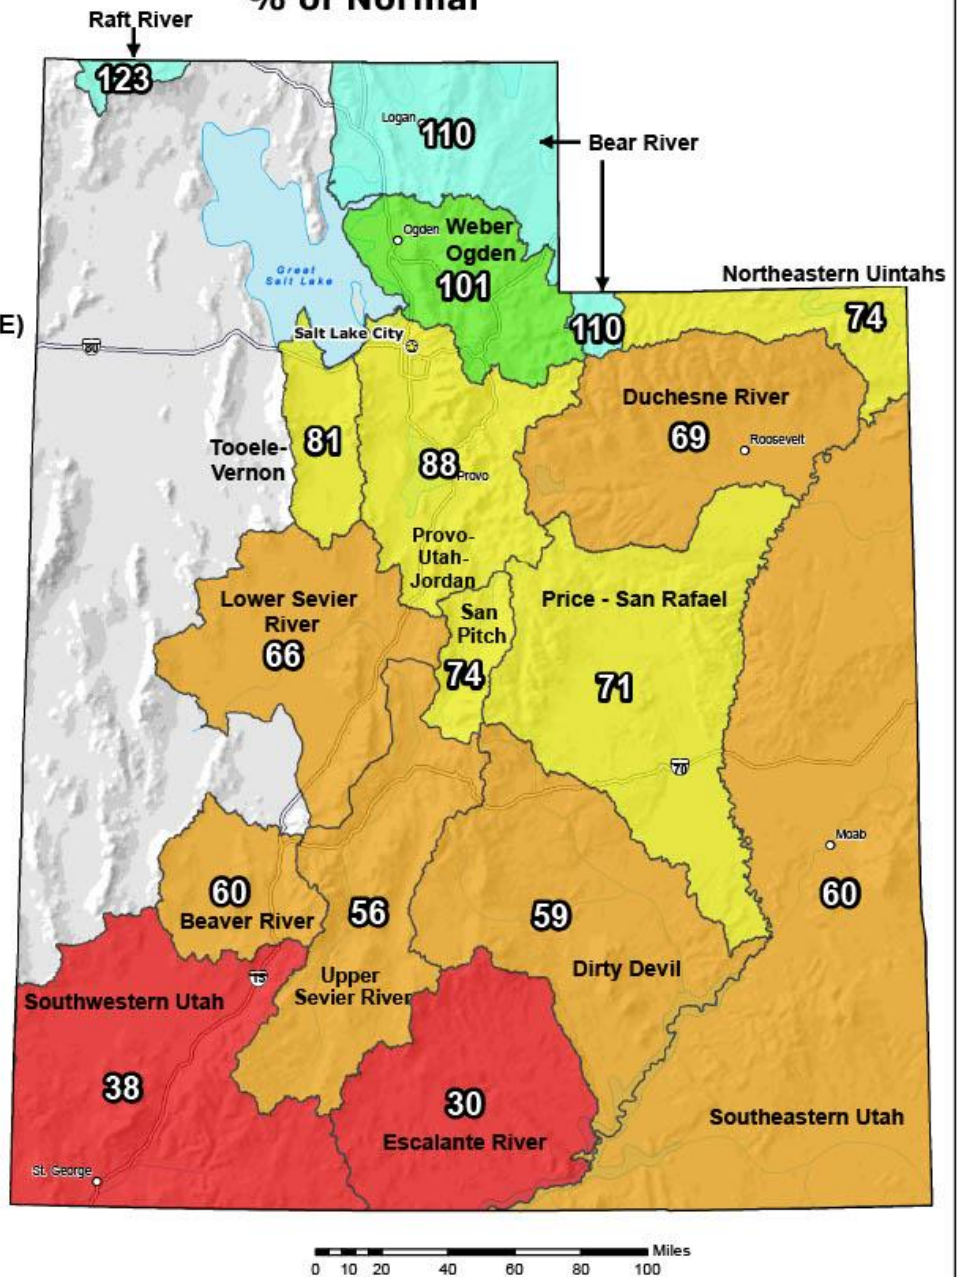 % of Normal
Raft River
123
Logan
110
Bear River
Ogden
Weber
Ogden
101
Great
Salt Lake
Northeastern Uintahs
74
E)
Salt Lake City
110
80
Duchesne River
69
Roosevelt
Tooele-
Vernon
81
88
Provo
Provo-
Utah-
Jordan
Lower Sevier
River
66
San
Pitch
74
Price - San Rafael
71
70
Moab
60
60
Beaver River
56
59
Upper
Sevier River
Dirty Devil
15
Southwestern Utah
38
30
Escalante River
Southeastern Utah
St. George
Miles
0 10 20 40 60 80 100